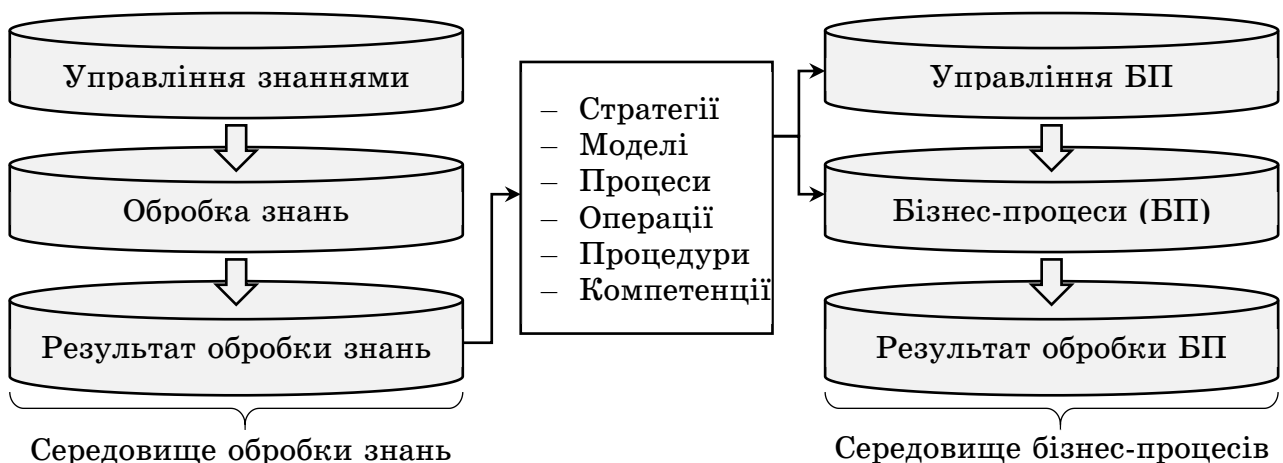 Управління знаннями
Обробка знань
Результат обробки знань
Середовище обробки знань
– Стратегії
– Моделі
– Процеси
– Операції
– Процедури
– Компетенції
Управління БП
Бізнес-процеси (БП)
Результат обробки БП
Середовище бізнес-процесів